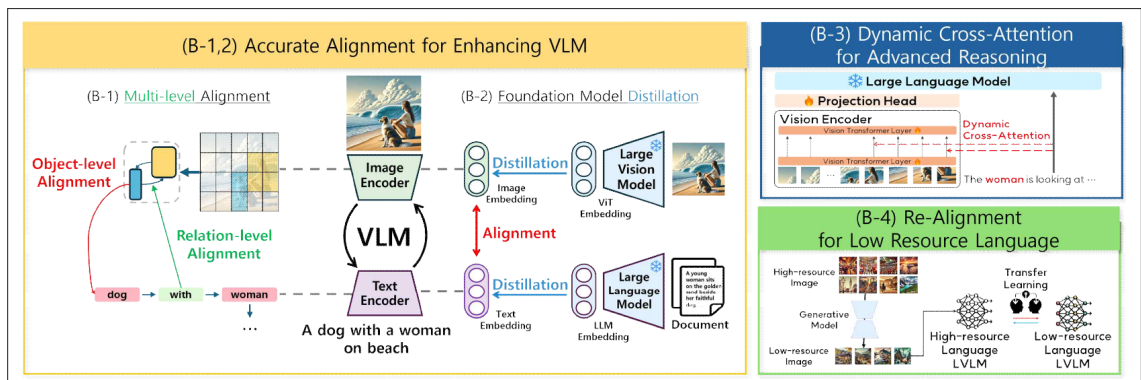 (B-1,2) Accurate Alignment for Enhancing VLM
(B-1) Multi-level Alignment
(B-2) Foundation Model Distillation
Object-level
Alignment
Relation-level
Alignment
dog
with
woman
...
Image
Encoder
VLM
Text
Encoder
A dog with a woman
on beach
Image
Embedding
Distillation
ViT
Embedding
Large
Vision
Model
Alignment
Text
Embedding
Distillation
LLM
Embedding
Large
Language
Model
A young
woman sits
on the golden
sand beside
her faithful
dog
Document
(B-3) Dynamic Cross-Attention
for Advanced Reasoning
Large Language Model
Projection Head
Vision Encoder
Vision Transformer Layer
...
Vision Transformer Layer
...
Dynamic
Cross-Attention
The woman is looking at ...
(B-4) Re-Alignment
for Low Resource Language
High-resource
Image
Generative
Model
Low-resource
Image
Transfer
Learning
High-resource
Language
LVLM
Low-resource
Language
LVLM